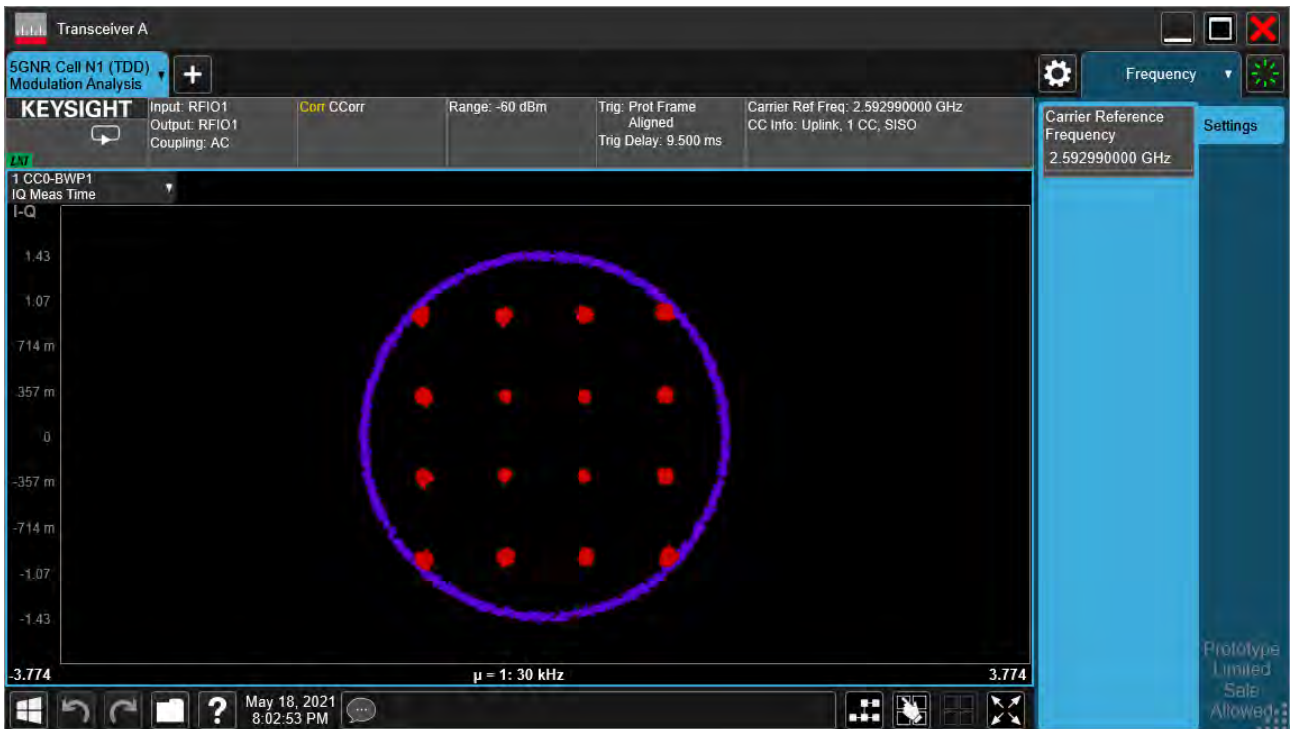 Transceiver A
5GNR Cell N1 (TDD)
Modulation Analysis
Frequency
KEYSIGHT
LXI
Input: RFIO1
Output: RFIO1
Coupling: AC
Corr CCorr
Range: -60 dBm
Trig: Prot Frame
Aligned
Trig Delay: 9.500 ms
Carrier Ref Freq: 2.592990000 GHz
CC Info: Uplink, 1 CC, SISO
Carrier Reference
Frequency
2.592990000 GHz
Settings
1 CC0-BWP1
IQ Meas Time
I-Q
1.43
1.07
714 m
357 m
0
-357 m
-714 m
-1.07
-1.43
-3.774
µ = 1: 30 kHz
3.774
Prototype
Limited
Sale
Allowed
?
May 18, 2021
8:02:53 PM